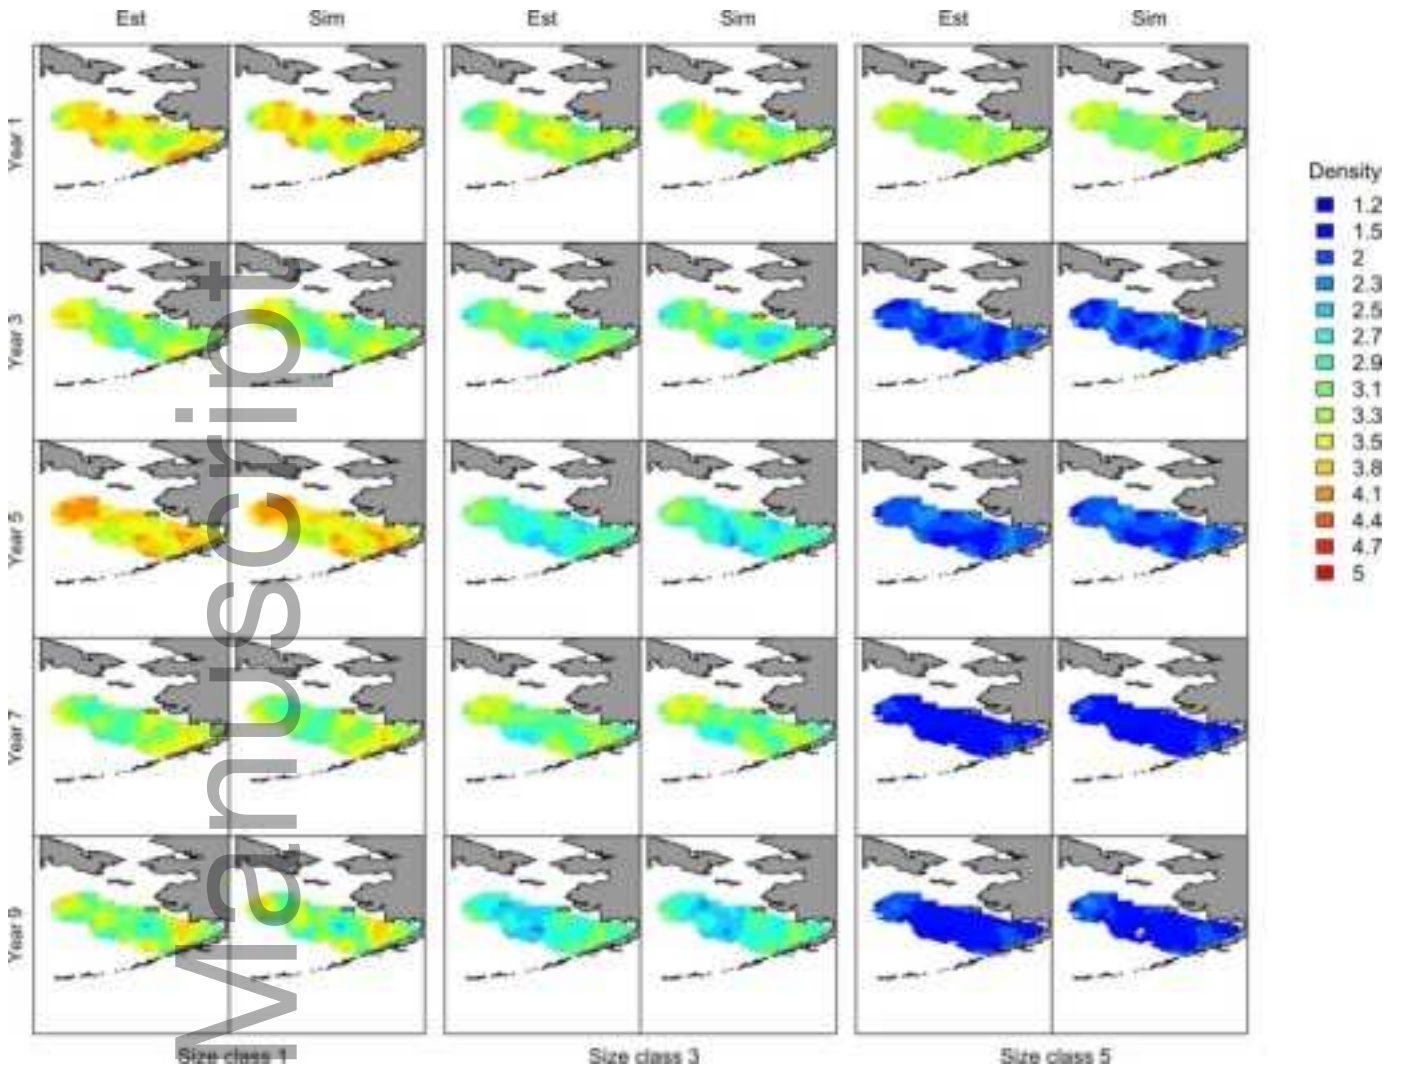 Est Sim Est Sim Est Sim
Year 1
Year 3
Year 5
Year 7
Year 9
Density
1.2
1.5
2
2.3
2.5
2.7
2.9
3.1
3.3
3.5
3.8
4.1
4.4
4.7
5
Size class 1 Size class 3 Size class 5
Manuscript